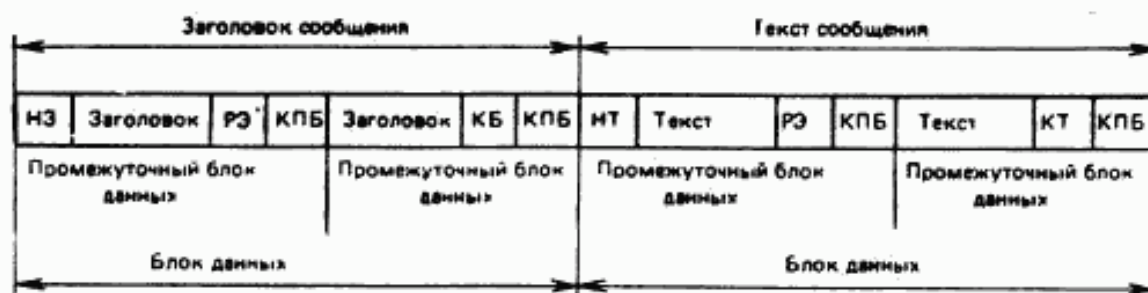 Заголовок сообщения Текст сообщения
НЗ Заголовок РЭ КПБ Заголовок КБ КПБ НТ Текст РЭ КПБ Текст КТ КПБ
Промежуточный блок Промежуточный блок Промежуточный блок Промежуточный блок
данных данных данных данных
Блок данных Блок данных